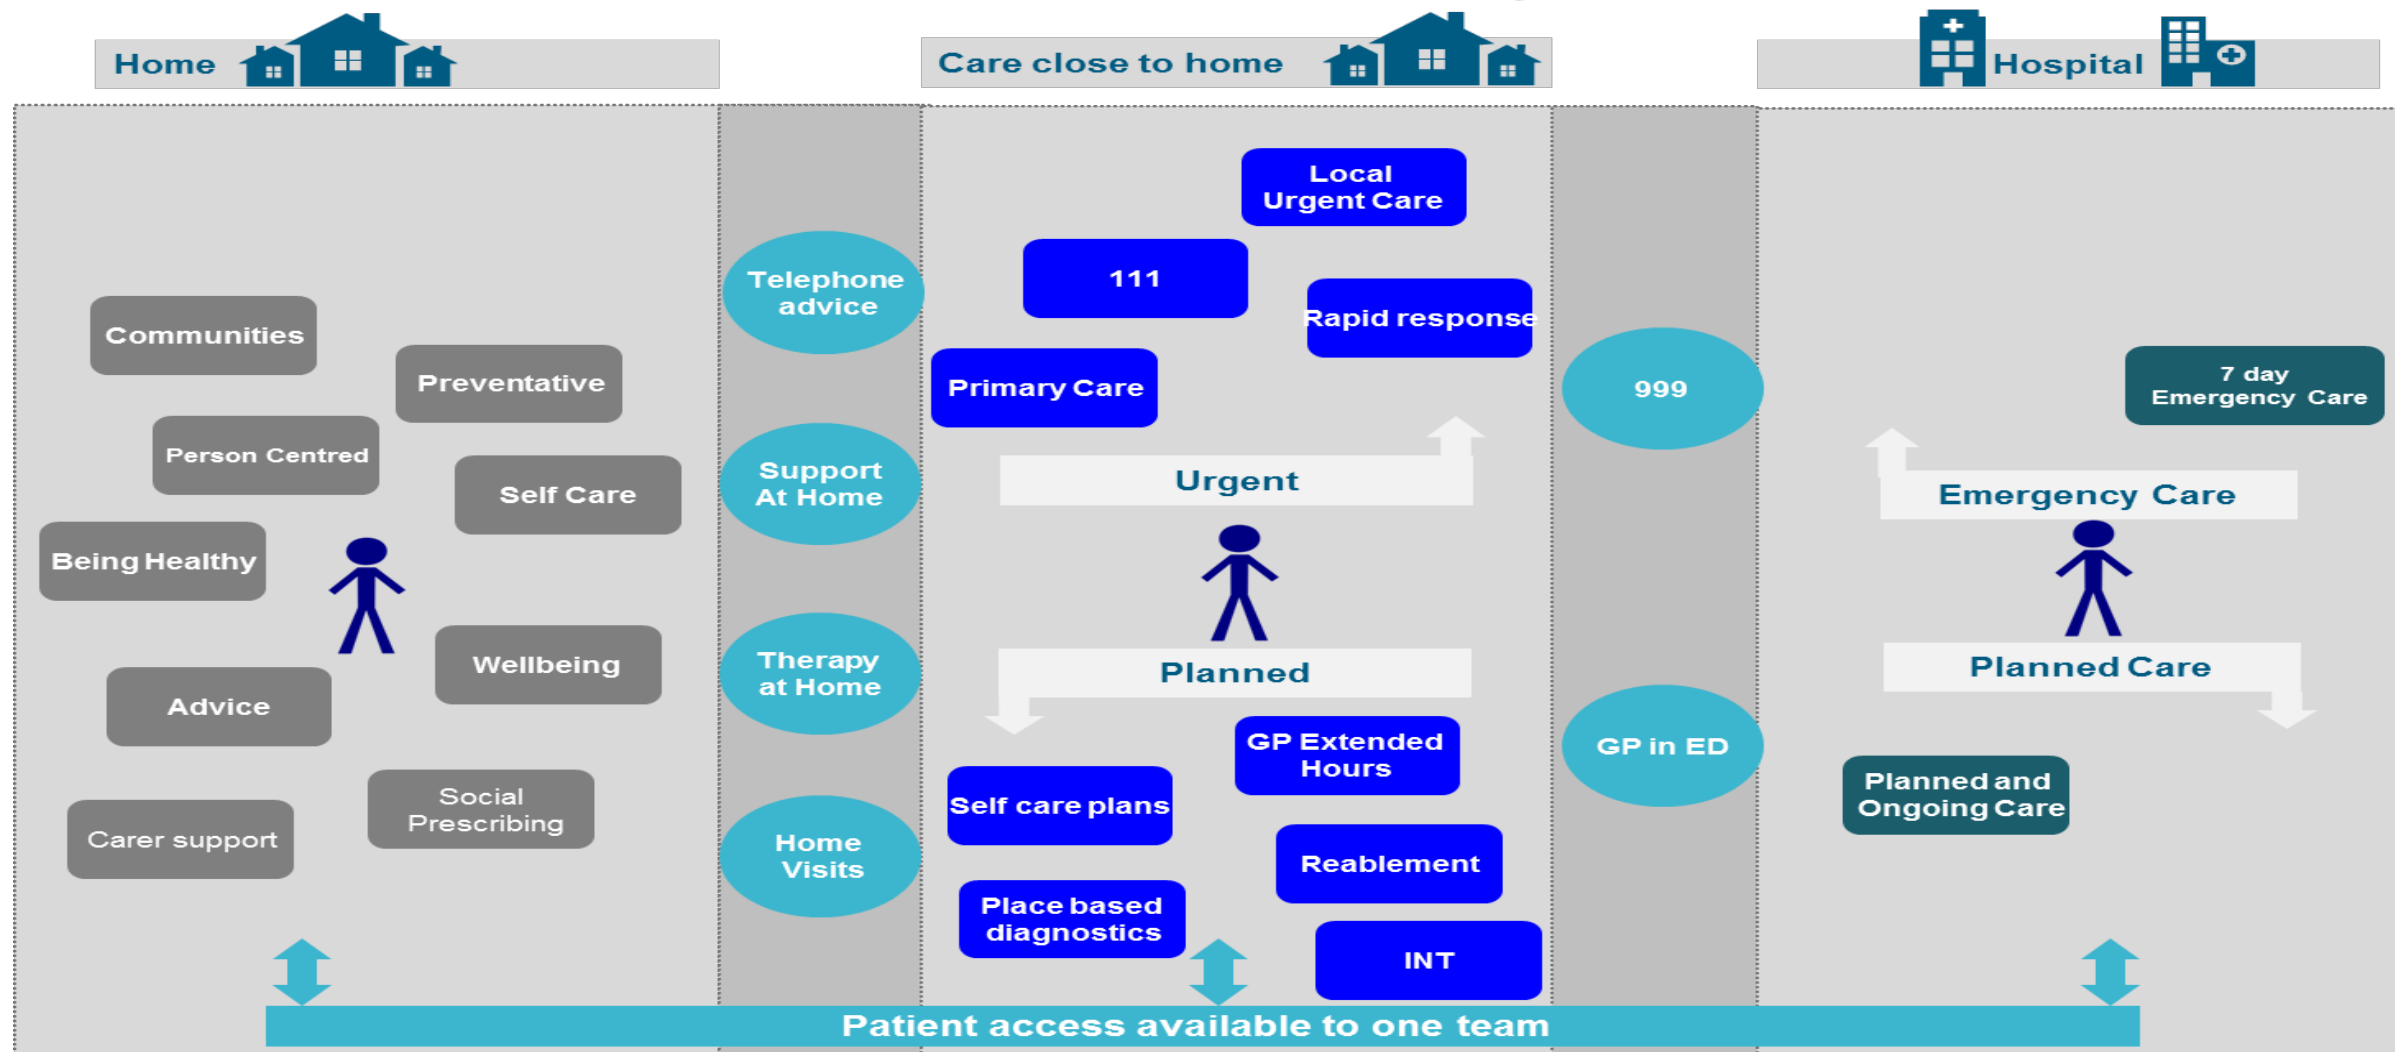 Home
Care close to home
Hospital
Communities
Preventative
Person Centred
Self Care
Being Healthy
Wellbeing
Advice
Social
Prescribing
Carer support
Telephone
advice
Support
At Home
Therapy
at Home
Home
Visits
Local
Urgent Care
111
Rapid response
Primary Care
Urgent
Planned
GP Extended
Hours
Self care plans
Reablement
Place based
diagnostics
INT
999
GP in ED
7 day
Emergency Care
Emergency Care
Planned Care
Planned and
Ongoing Care
Patient access available to one team